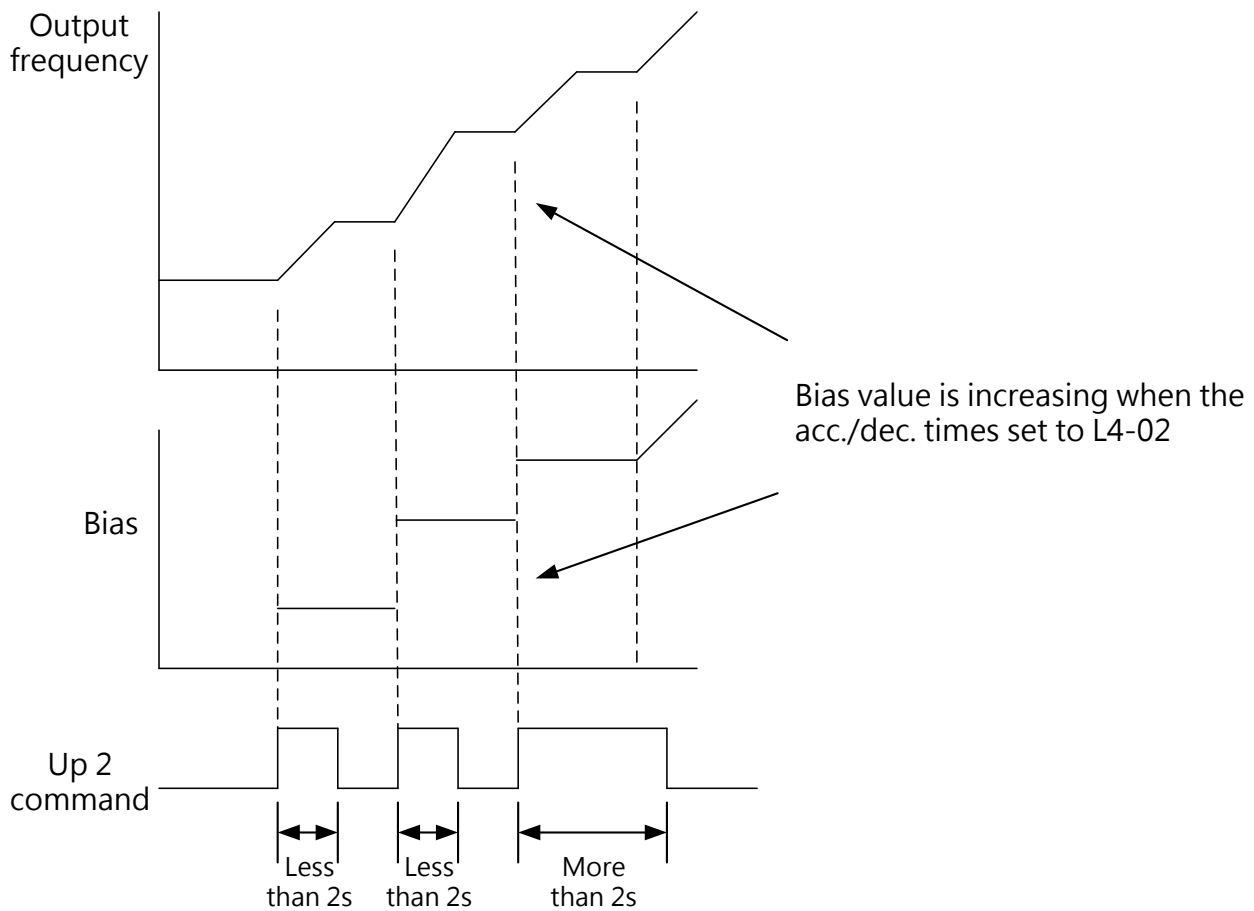 Output
frequency
Bias value is increasing when the
acc./dec. times set to L4-02
Bias
Up 2
command
Less
than 2s
Less
than 2s
More
than 2s